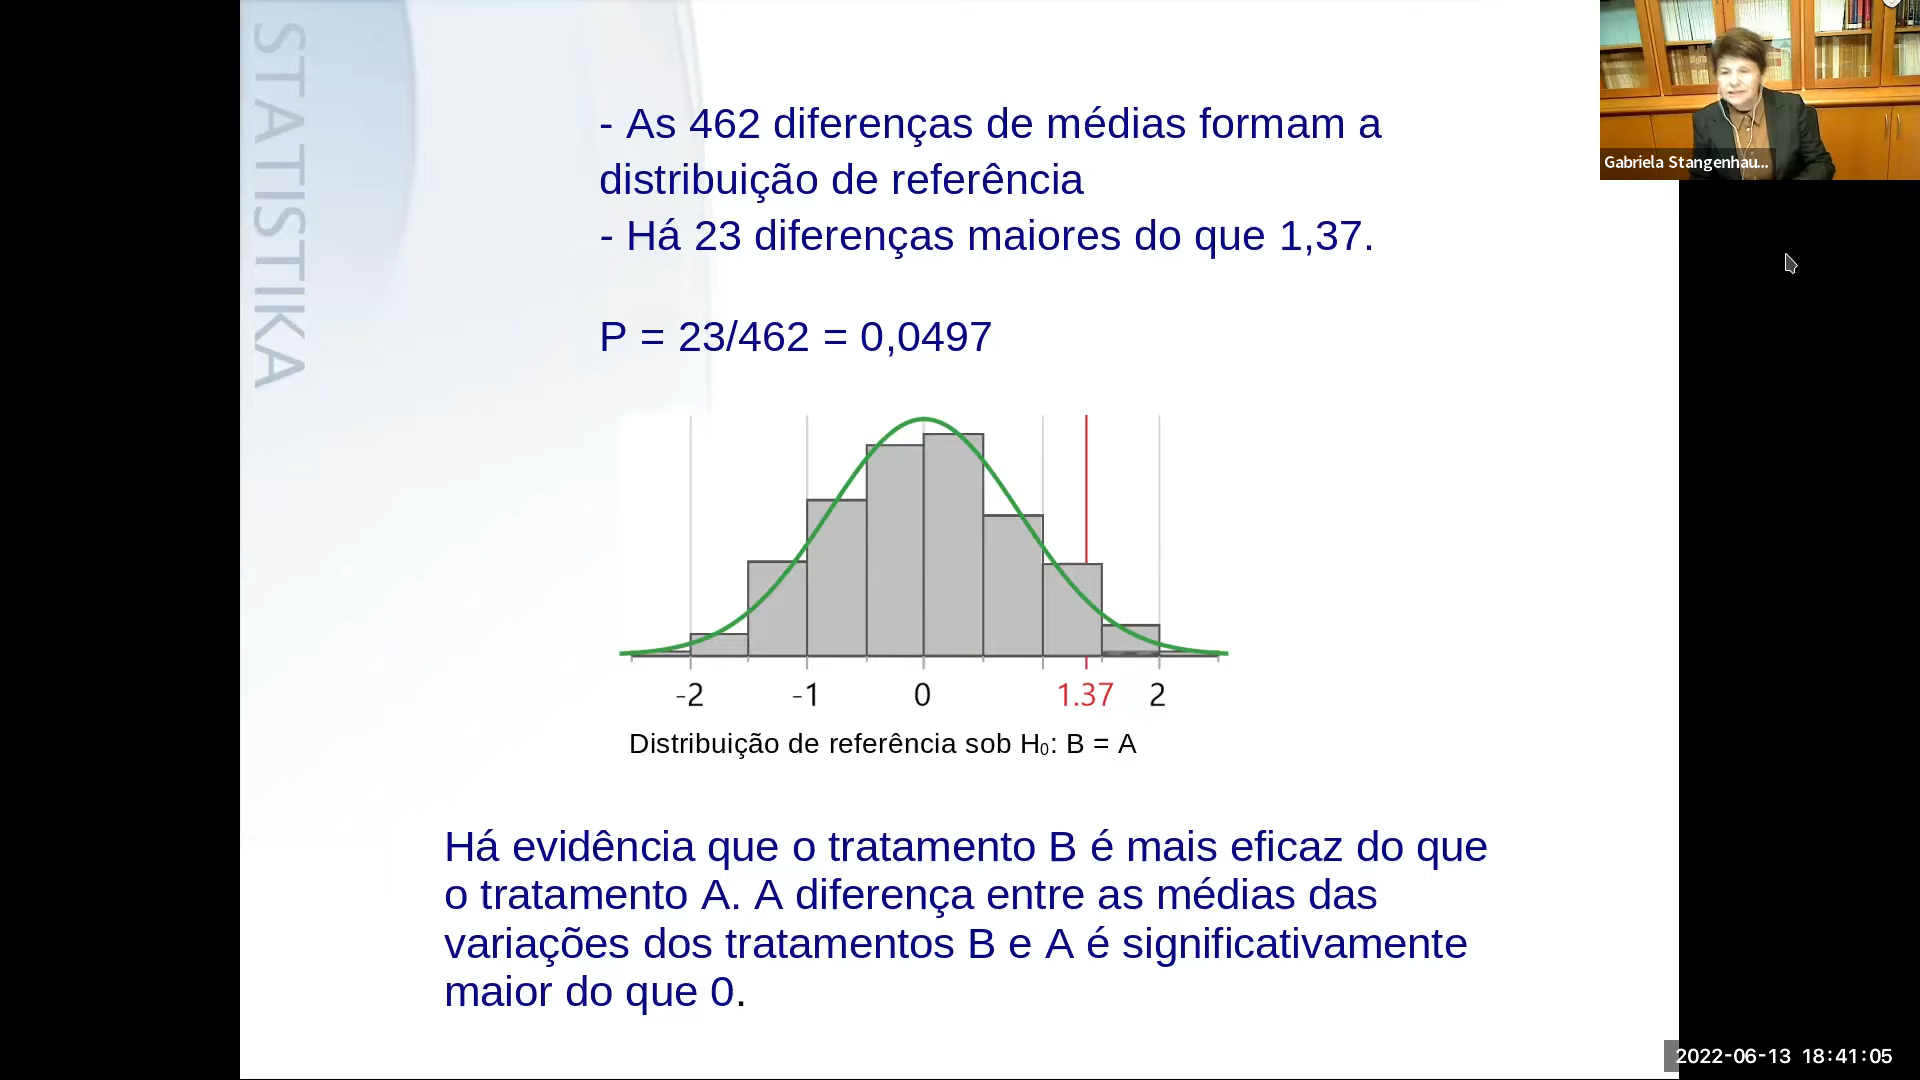 STATISTIKA
- As 462 diferenças de médias formam a
distribuição de referência
- Há 23 diferenças maiores do que 1,37.
P = 23/462 = 0,0497
-2 -1 0 1.37 2
Distribuição de referência sob H₀: B = A
Há evidência que o tratamento B é mais eficaz do que
o tratamento A. A diferença entre as médias das
variações dos tratamentos B e A é significativamente
maior do que 0.
Gabriela Stangenhau...
2022-06-13 18:41:05